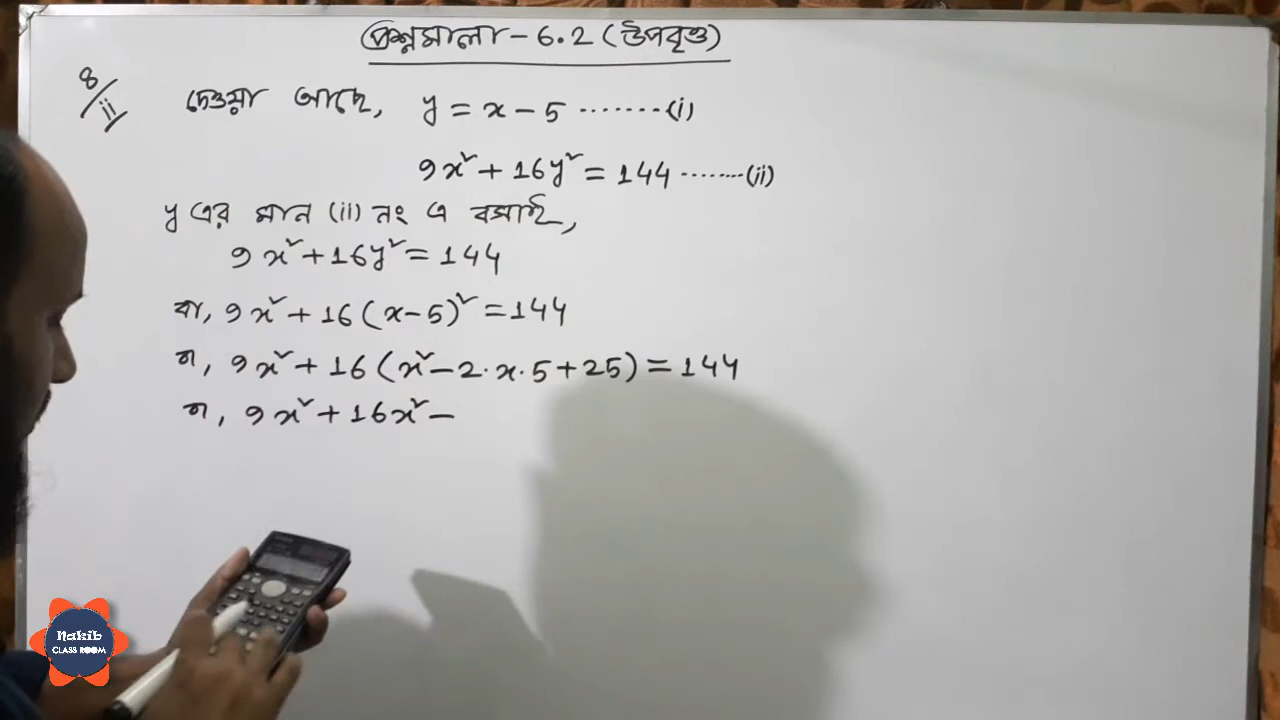 প্রশ্নমালা - 6.2 (উপবৃত্ত)
8/ii
দেওয়া আছে, y = x - 5 ........(i)
9x² + 16y² = 144 ........(ii)
y এর মান (ii) নং এ বসাই,
9x² + 16y² = 144
বা, 9x² + 16(x - 5)² = 144
বা, 9x² + 16(x² - 2·x·5 + 25) = 144
বা, 9x² + 16x² -
Nakib
CLASS ROOM